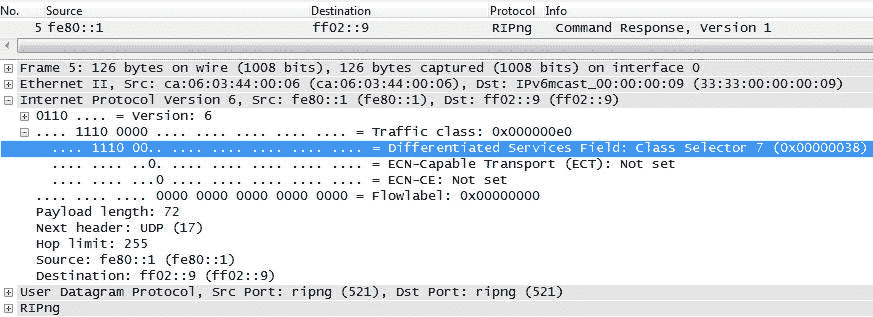 No. Source Destination Protocol Info
5 fe80::1 ff02::9 RIPng Command Response, Version 1
Frame 5: 126 bytes on wire (1008 bits), 126 bytes captured (1008 bits) on interface 0
Ethernet II, Src: ca:06:03:44:00:06 (ca:06:03:44:00:06), Dst: IPv6mcast_00:00:00:09 (33:33:00:00:00:09)
Internet Protocol Version 6, Src: fe80::1 (fe80::1), Dst: ff02::9 (ff02::9)
0110 .... = Version: 6
.... 1110 0000 .... .... .... .... .... = Traffic class: 0x000000e0
.... 1110 00.. .... .... .... .... .... = Differentiated Services Field: Class Selector 7 (0x00000038)
.... .... ..0. .... .... .... .... .... = ECN-Capable Transport (ECT): Not set
.... .... ...0 .... .... .... .... .... = ECN-CE: Not set
.... .... .... 0000 0000 0000 0000 0000 = Flowlabel: 0x00000000
Payload length: 72
Next header: UDP (17)
Hop limit: 255
Source: fe80::1 (fe80::1)
Destination: ff02::9 (ff02::9)
User Datagram Protocol, Src Port: ripng (521), Dst Port: ripng (521)
RIPng